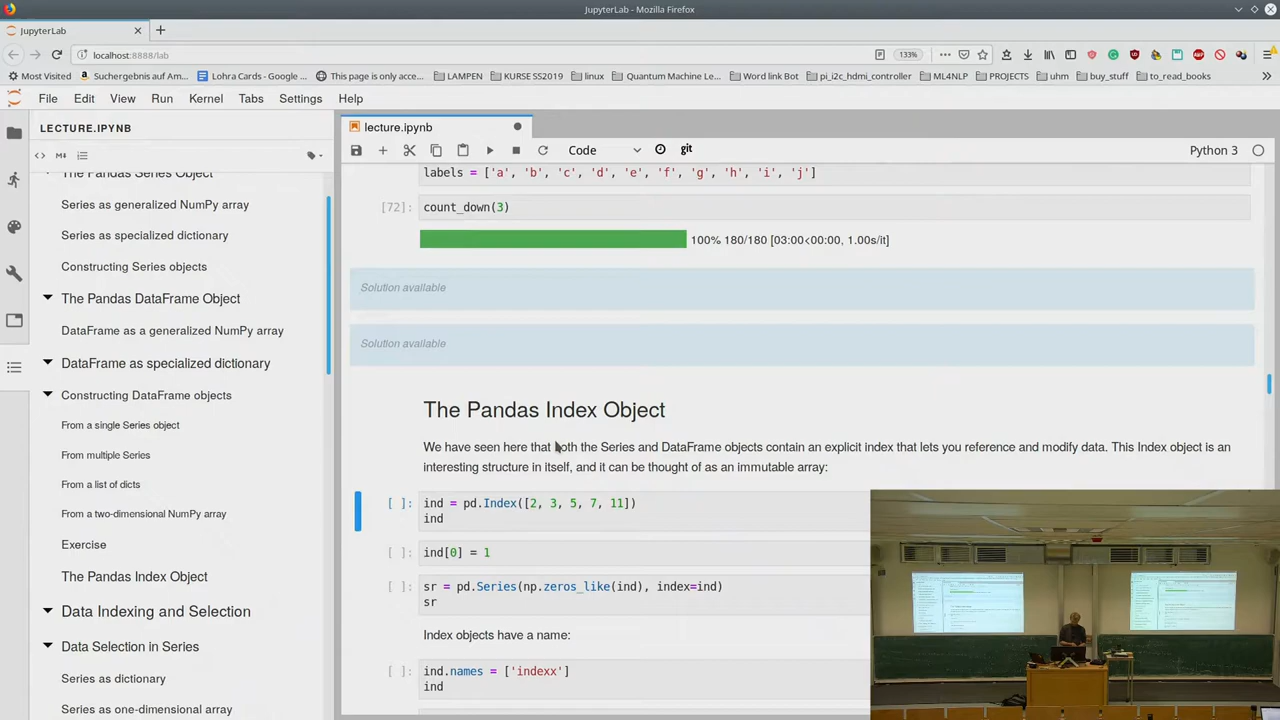 JupyterLab - Mozilla Firefox
JupyterLab
localhost:8888/lab
133%
Most Visited
Suchergebnis auf Am...
Lohra Cards - Google ...
This page is only acce...
LAMPEN
KURSE SS2019
linux
Quantum Machine Le...
Word link Bot
pi_i2c_hdmi_controller
ML4NLP
PROJECTS
uhm
buy_stuff
to_read_books
File Edit View Run Kernel Tabs Settings Help
LECTURE.IPYNB
The Pandas Series Object
Series as generalized NumPy array
Series as specialized dictionary
Constructing Series objects
The Pandas DataFrame Object
DataFrame as a generalized NumPy array
DataFrame as specialized dictionary
Constructing DataFrame objects
From a single Series object
From multiple Series
From a list of dicts
From a two-dimensional NumPy array
Exercise
The Pandas Index Object
Data Indexing and Selection
Data Selection in Series
Series as dictionary
Series as one-dimensional array
lecture.ipynb
Code
git
Python 3
labels = ['a', 'b', 'c', 'd', 'e', 'f', 'g', 'h', 'i', 'j']
[72]: count_down(3)
100% 180/180 [03:00<00:00, 1.00s/it]
Solution available
Solution available
The Pandas Index Object
We have seen here that both the Series and DataFrame objects contain an explicit index that lets you reference and modify data. This Index object is an
interesting structure in itself, and it can be thought of as an immutable array:
[ ]: ind = pd.Index([2, 3, 5, 7, 11])
ind
[ ]: ind[0] = 1
[ ]: sr = pd.Series(np.zeros_like(ind), index=ind)
sr
Index objects have a name:
[ ]: ind.names = ['indexx']
ind